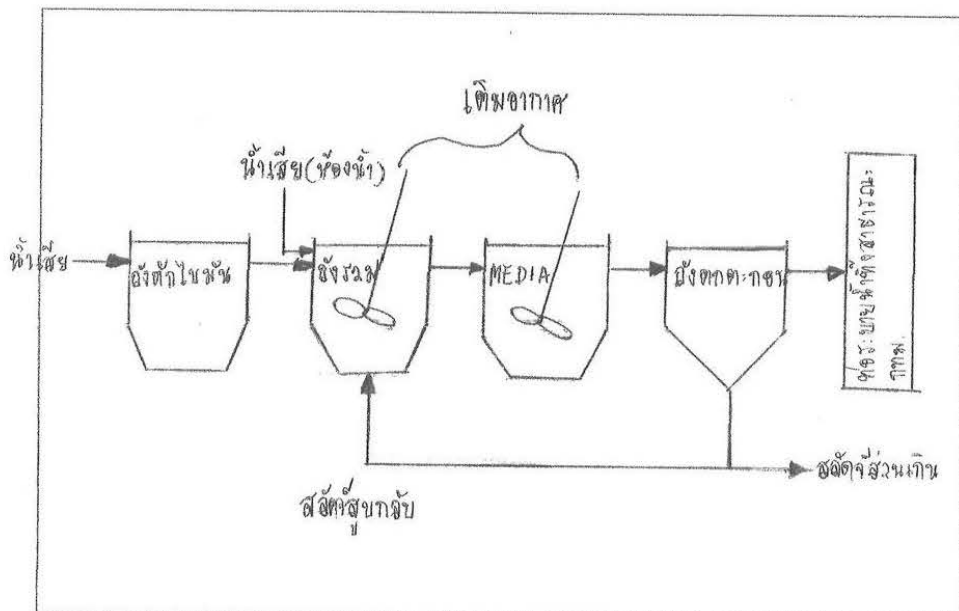 เติมอากาศ
น้ำเสีย(ห้องน้ำ)
น้ำเสีย
ถังดักไขมัน
ถังรวม
MEDIA
ถังตกตะกอน
ท่อระบายน้ำทิ้งสาธารณะ
กทม.
สลัดจ์ส่วนเกิน
สลัดจ์สูบกลับ